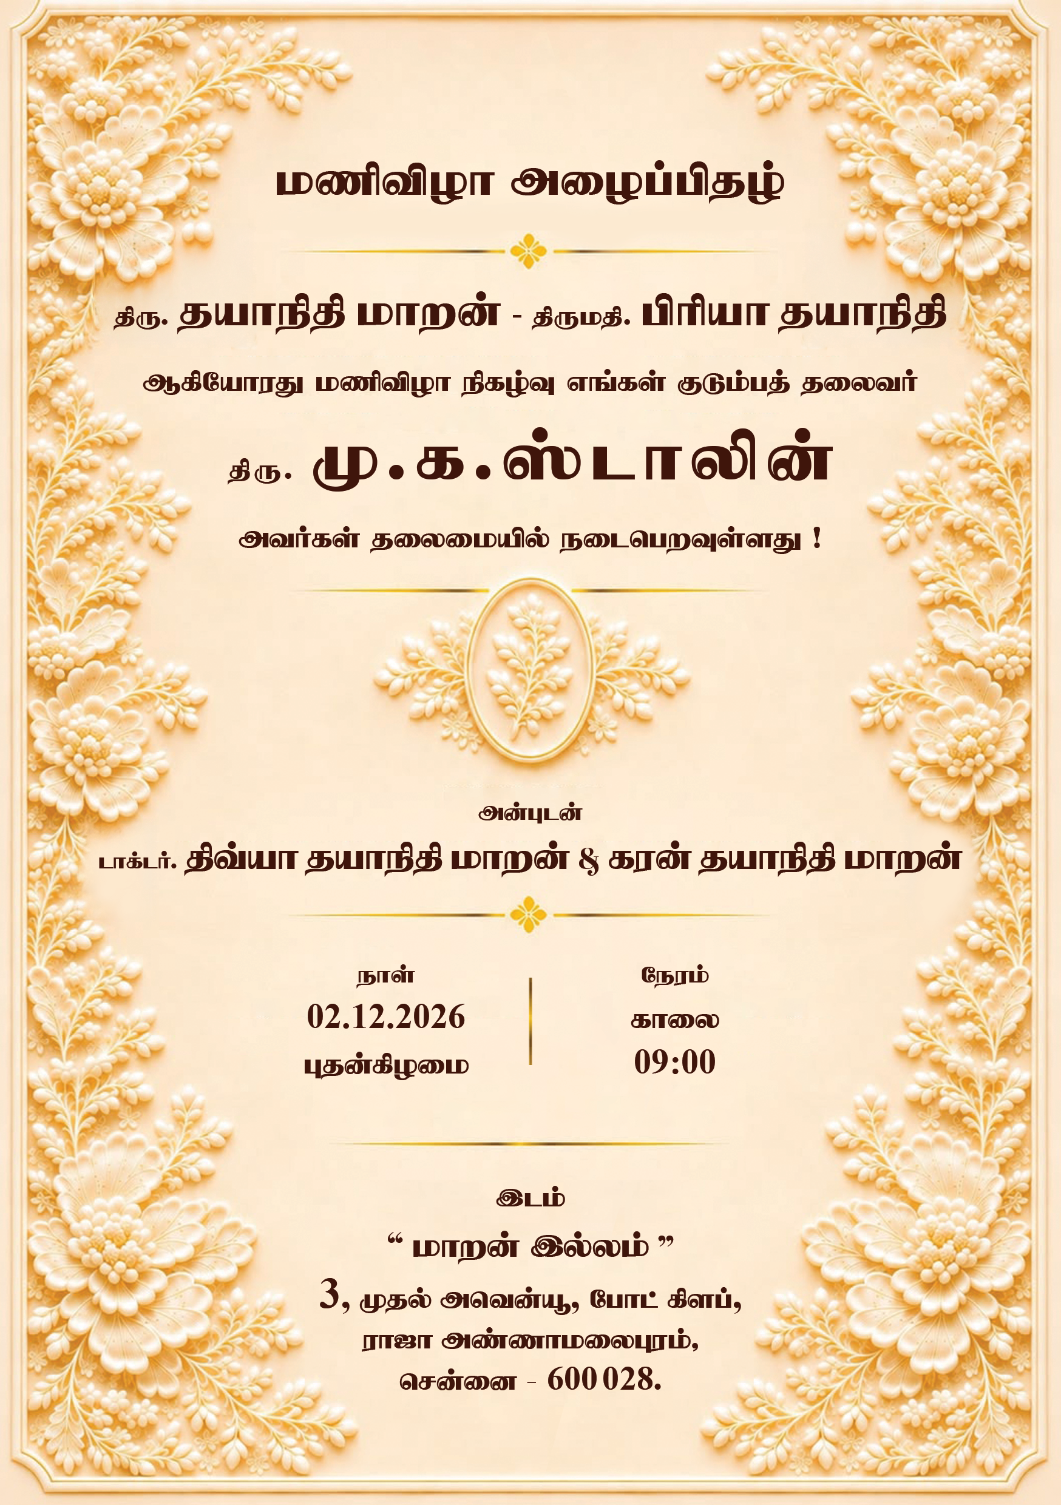 மணிவிழா அழைப்பிதழ்
திரு. தயாநிதி மாறன் - திருமதி. பிரியா தயாநிதி
ஆகியோரது மணிவிழா நிகழ்வு எங்கள் குடும்பத் தலைவர்
திரு. மு.க.ஸ்டாலின்
அவர்கள் தலைமையில் நடைபெறவுள்ளது !
அன்புடன்
டாக்டர். திவ்யா தயாநிதி மாறன் & கரன் தயாநிதி மாறன்
நாள்
02.12.2026
புதன்கிழமை
நேரம்
காலை
09:00
இடம்
“ மாறன் இல்லம் ”
3, முதல் அவென்யூ, போட் கிளப்,
ராஜா அண்ணாமலைபுரம்,
சென்னை - 600 028.